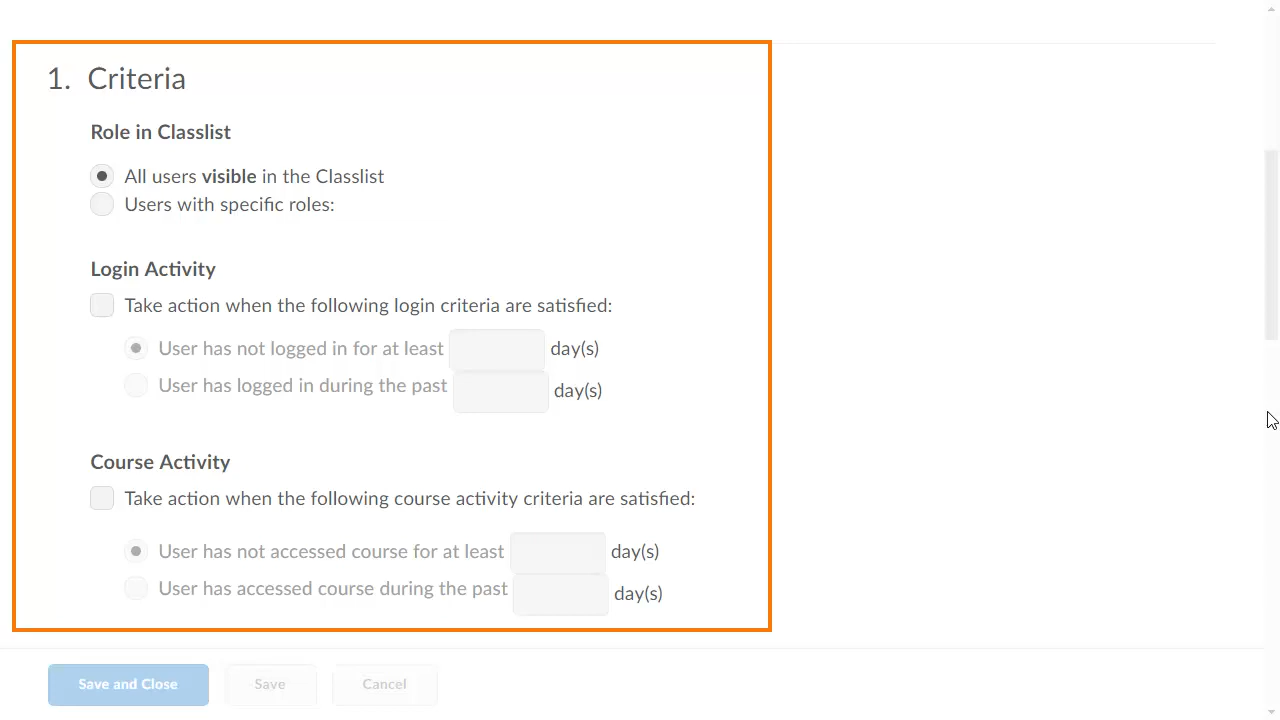 1. Criteria
Role in Classlist
All users visible in the Classlist
Users with specific roles:
Login Activity
Take action when the following login criteria are satisfied:
User has not logged in for at least day(s)
User has logged in during the past day(s)
Course Activity
Take action when the following course activity criteria are satisfied:
User has not accessed course for at least day(s)
User has accessed course during the past day(s)
Save and Close Save Cancel